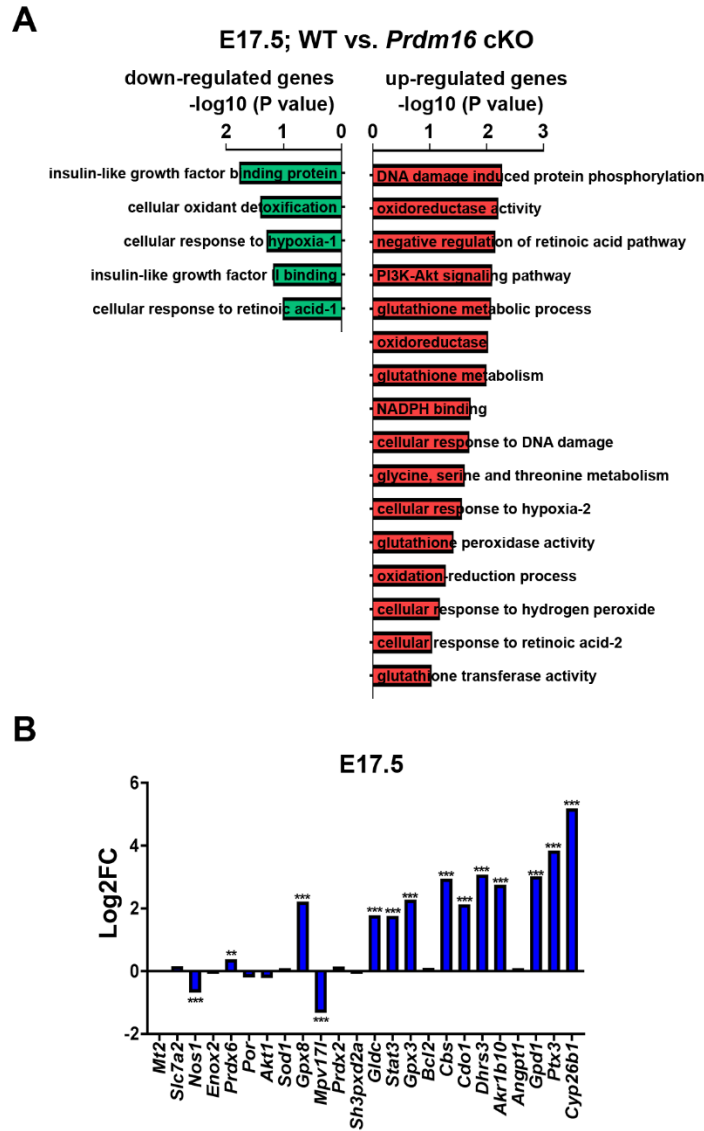 A
E17.5; WT vs. Prdm16 cKO
down-regulated genes
-log10 (P value)
2 1 0
insulin-like growth factor binding protein
cellular oxidant detoxification
cellular response to hypoxia-1
insulin-like growth factor II binding
cellular response to retinoic acid-1
up-regulated genes
-log10 (P value)
0 1 2 3
DNA damage induced protein phosphorylation
oxidoreductase activity
negative regulation of retinoic acid pathway
PI3K-Akt signaling pathway
glutathione metabolic process
oxidoreductase
glutathione metabolism
NADPH binding
cellular response to DNA damage
glycine, serine and threonine metabolism
cellular response to hypoxia-2
glutathione peroxidase activity
oxidation-reduction process
cellular response to hydrogen peroxide
cellular response to retinoic acid-2
glutathione transferase activity
B
E17.5
Log2FC
6
4
2
0
-2
***
**
***
***
***
***
***
***
***
***
***
***
***
***
Mt2
Slc7a2
Nos1
Enox2
Prdx6
Por
Akt1
Sod1
Gpx8
Mpv17l
Prdx2
Sh3pxd2a
Gldc
Stat3
Gpx3
Bcl2
Cbs
Cdo1
Dhrs3
Akr1b10
Angpt1
Gpd1
Ptx3
Cyp26b1